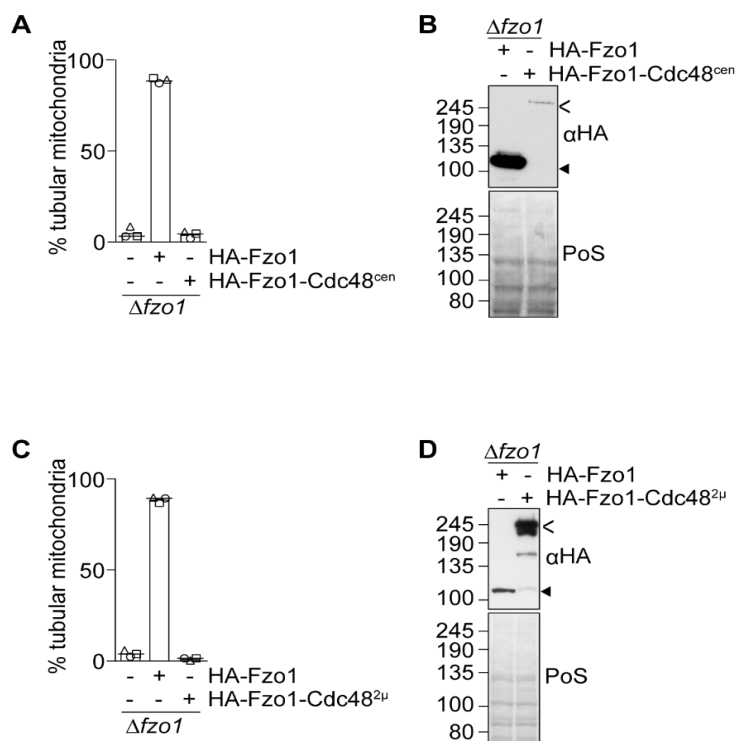 A
% tubular mitochondria
100
50
0
- + - HA-Fzo1
- - + HA-Fzo1-Cdc48ᶜᵉⁿ
Δfzo1
B
Δfzo1
+ - HA-Fzo1
- + HA-Fzo1-Cdc48ᶜᵉⁿ
245
190
135
100
αHA
245
190
135
100
80
PoS
C
% tubular mitochondria
100
50
0
- + - HA-Fzo1
- - + HA-Fzo1-Cdc48²ᵘ
Δfzo1
D
Δfzo1
+ - HA-Fzo1
- + HA-Fzo1-Cdc48²ᵘ
245
190
135
100
αHA
245
190
135
100
80
PoS